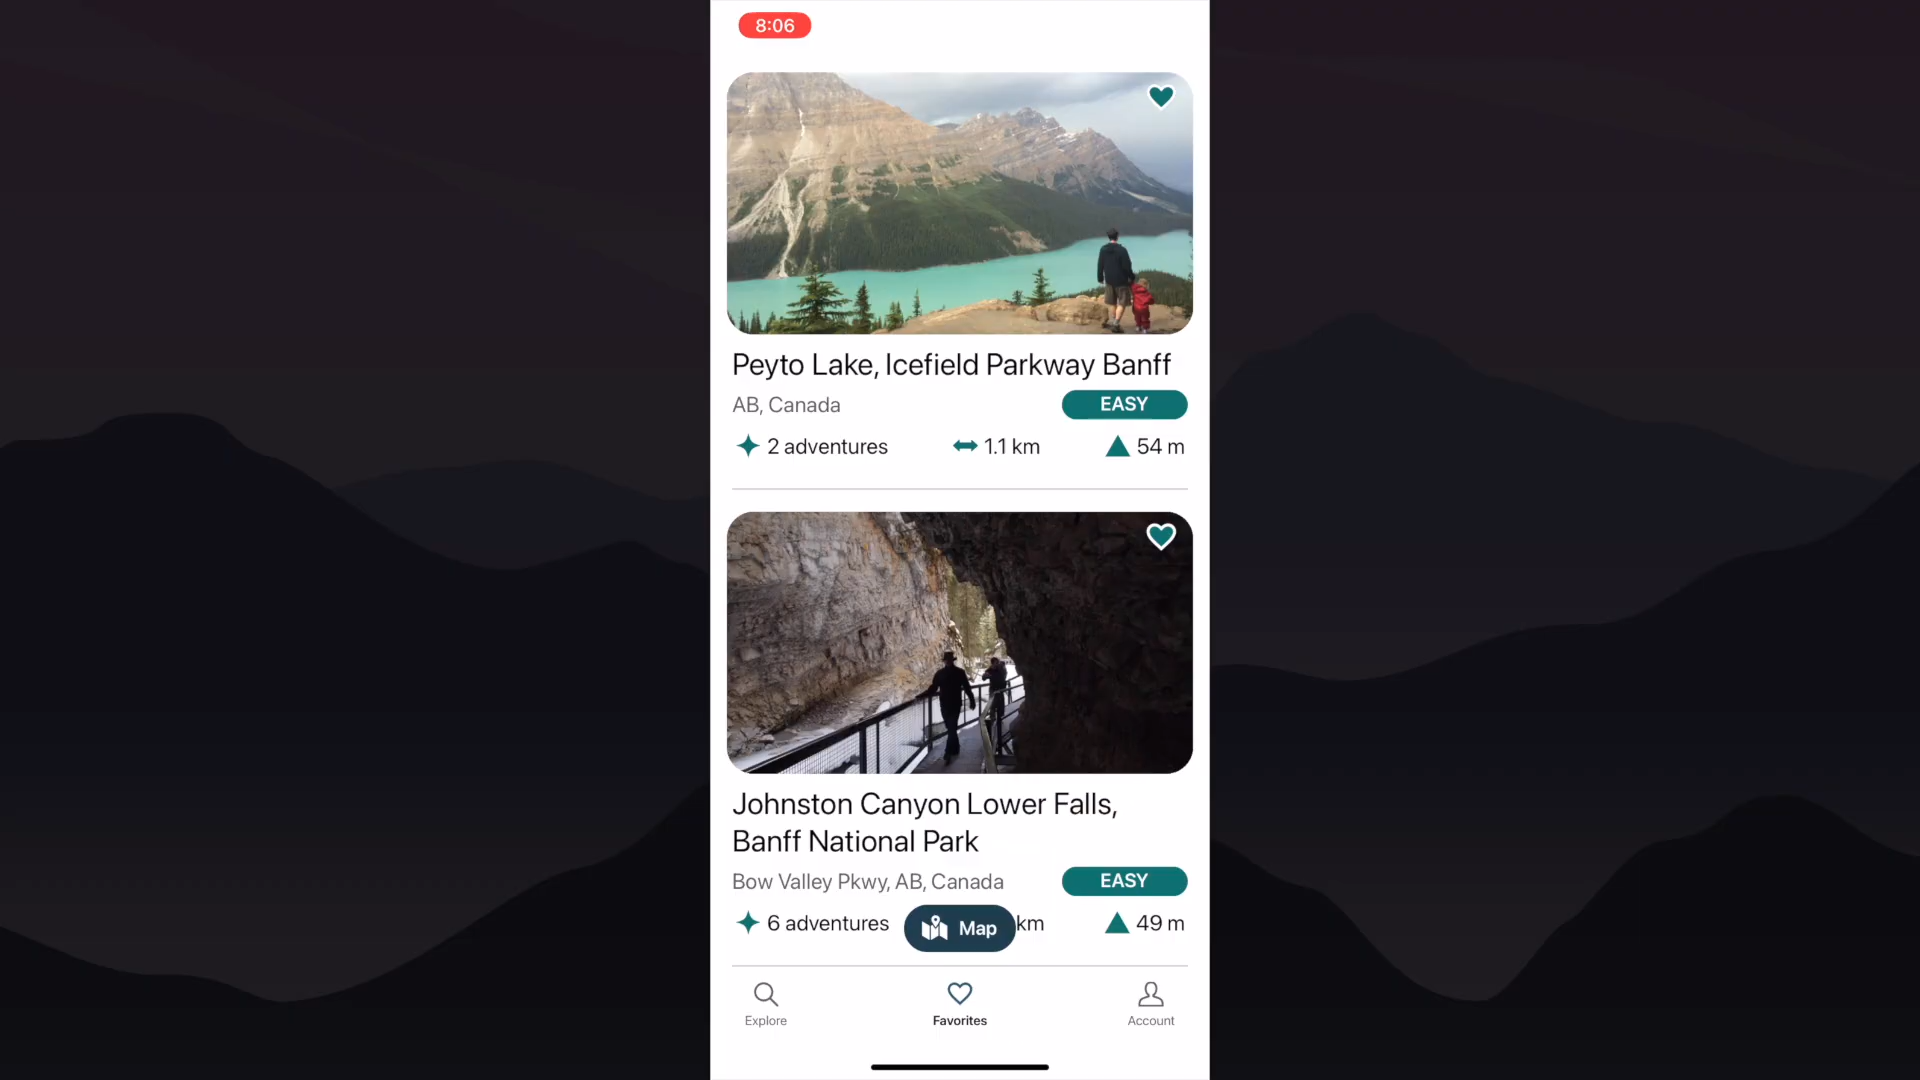 8:06
Peyto Lake, Icefield Parkway Banff
AB, Canada
EASY
2 adventures
1.1 km
54 m
Johnston Canyon Lower Falls,
Banff National Park
Bow Valley Pkwy, AB, Canada
EASY
6 adventures
km
49 m
Map
Explore
Favorites
Account